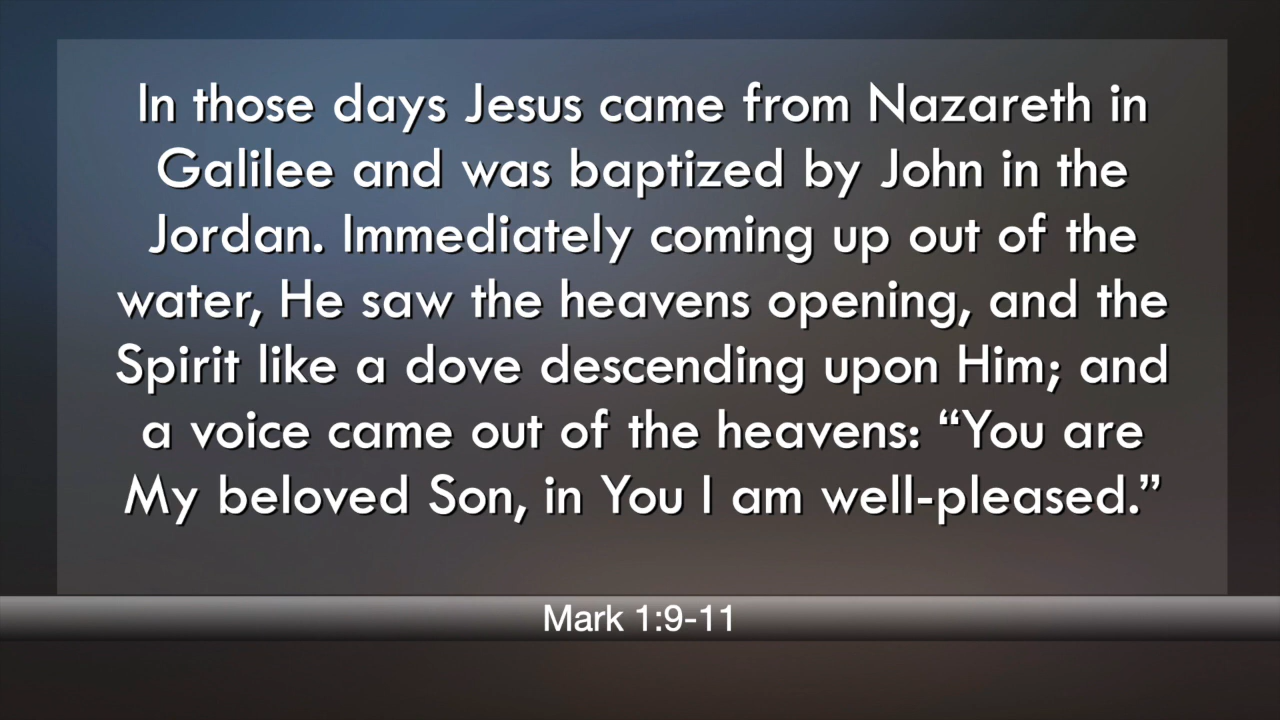 In those days Jesus came from Nazareth in
Galilee and was baptized by John in the
Jordan. Immediately coming up out of the
water, He saw the heavens opening, and the
Spirit like a dove descending upon Him; and
a voice came out of the heavens: “You are
My beloved Son, in You I am well-pleased.”
Mark 1:9-11